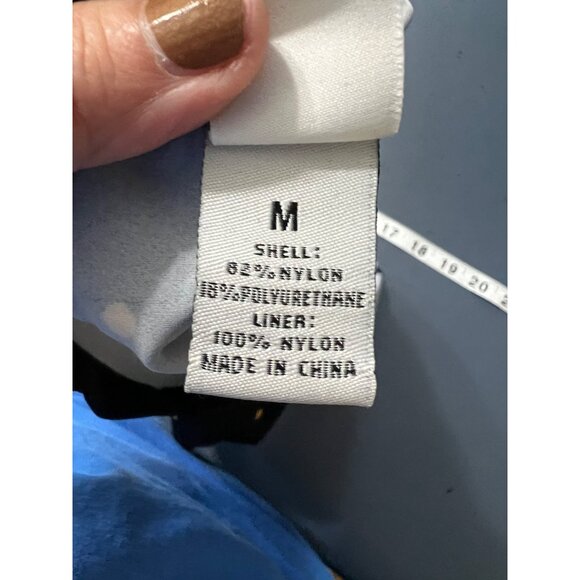 M
SHELL:
82% NYLON
18% POLYURETHANE
LINER:
100% NYLON
MADE IN CHINA
17 18 19 20